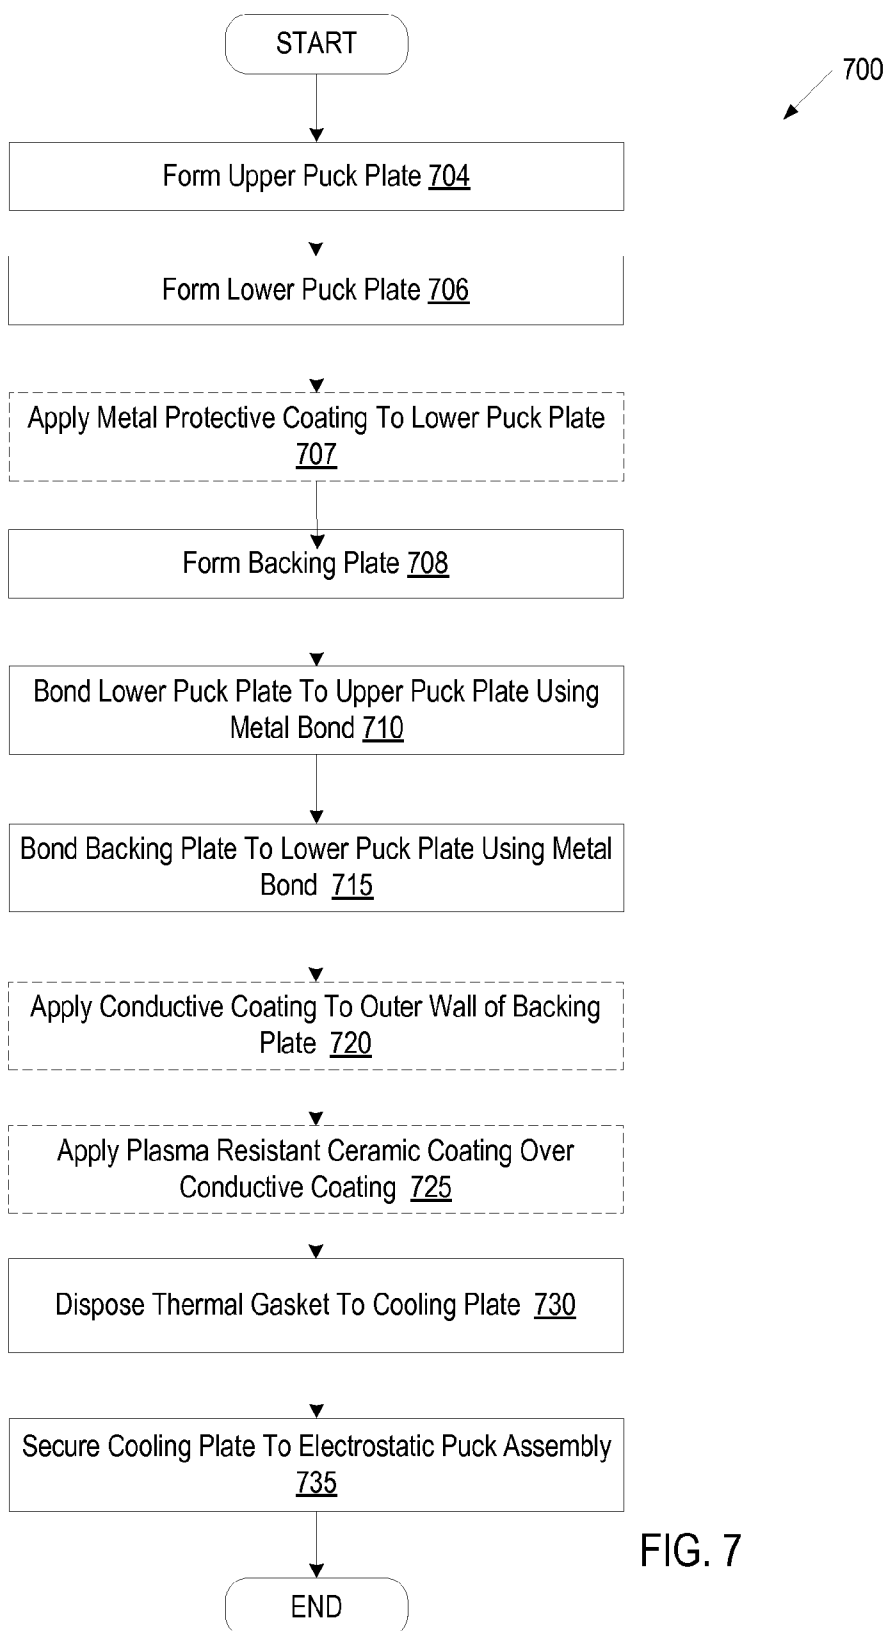 START
700
Form Upper Puck Plate 704
Form Lower Puck Plate 706
Apply Metal Protective Coating To Lower Puck Plate
707
Form Backing Plate 708
Bond Lower Puck Plate To Upper Puck Plate Using
Metal Bond 710
Bond Backing Plate To Lower Puck Plate Using Metal
Bond 715
Apply Conductive Coating To Outer Wall of Backing
Plate 720
Apply Plasma Resistant Ceramic Coating Over
Conductive Coating 725
Dispose Thermal Gasket To Cooling Plate 730
Secure Cooling Plate To Electrostatic Puck Assembly
735
FIG. 7
END